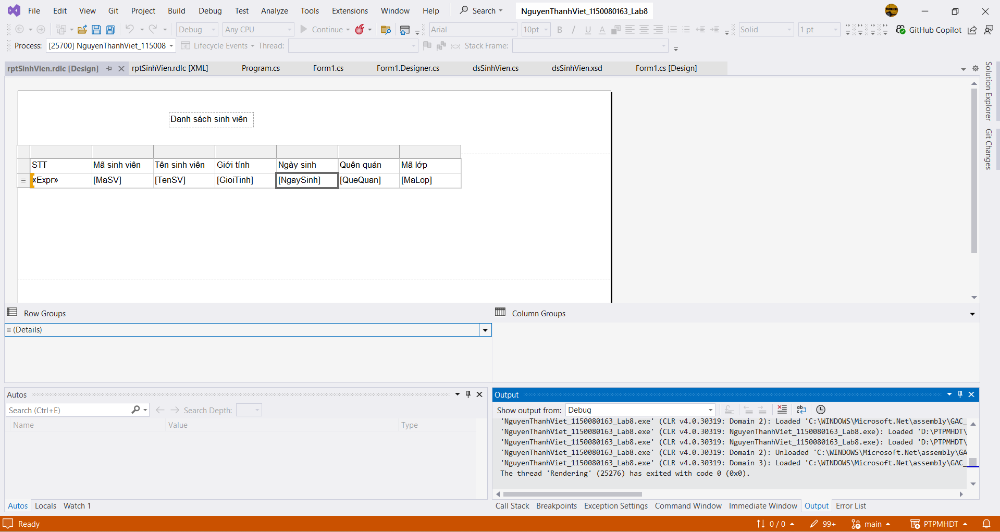 File Edit View Git Project Build Debug Test Analyze Tools Extensions Window Help Search NguyenThanhViet_1150080163_Lab8
Debug Any CPU Continue Arial 10pt B I U A Solid 1 pt GitHub Copilot
Process: [25700] NguyenThanhViet_115008 Lifecycle Events Thread: Stack Frame:
rptSinhVien.rdlc [Design] rptSinhVien.rdlc [XML] Program.cs Form1.cs Form1.Designer.cs dsSinhVien.cs dsSinhVien.xsd Form1.cs [Design]
Solution Explorer
Git Changes
Danh sách sinh viên
STT Mã sinh viên Tên sinh viên Giới tính Ngày sinh Quên quán Mã lớp
«Expr» [MaSV] [TenSV] [GioiTinh] [NgaySinh] [QueQuan] [MaLop]
Row Groups
Column Groups
(Details)
Autos
Search (Ctrl+E) Search Depth:
Name Value Type
Autos Locals Watch 1
Output
Show output from: Debug
'NguyenThanhViet_1150080163_Lab8.exe' (CLR v4.0.30319: Domain 2): Loaded 'C:\WINDOWS\Microsoft.Net\assembly\GAC_
'NguyenThanhViet_1150080163_Lab8.exe' (CLR v4.0.30319: NguyenThanhViet_1150080163_Lab8.exe): Loaded 'D:\PTPMHDT\
'NguyenThanhViet_1150080163_Lab8.exe' (CLR v4.0.30319: NguyenThanhViet_1150080163_Lab8.exe): Loaded 'D:\PTPMHDT\
'NguyenThanhViet_1150080163_Lab8.exe' (CLR v4.0.30319: Domain 2): Unloaded 'C:\WINDOWS\Microsoft.Net\assembly\GA
'NguyenThanhViet_1150080163_Lab8.exe' (CLR v4.0.30319: Domain 3): Loaded 'C:\WINDOWS\Microsoft.Net\assembly\GAC_
The thread 'Rendering' (25276) has exited with code 0 (0x0).
Call Stack Breakpoints Exception Settings Command Window Immediate Window Output Error List
Ready 0 / 0 99+ main PTPMHDT